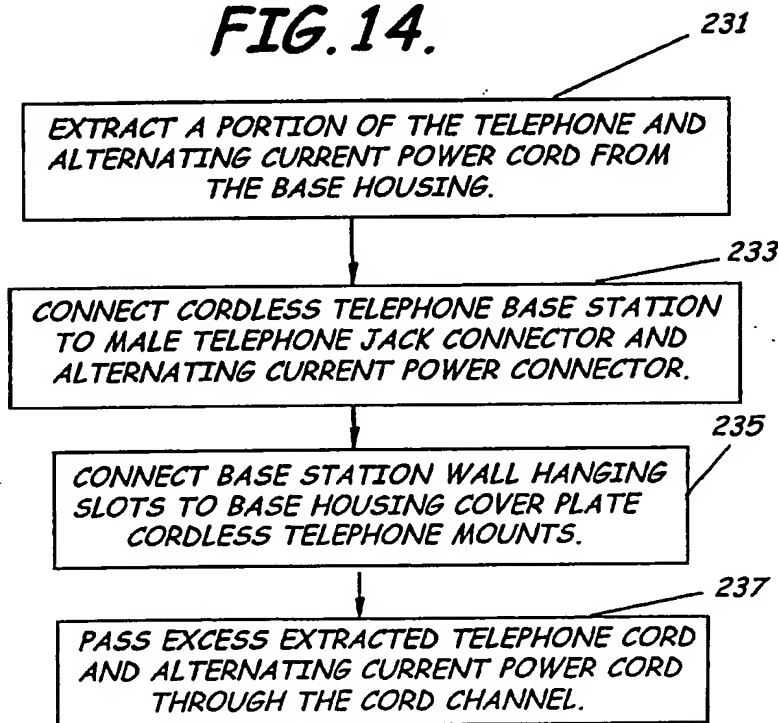 FIG. 14.
231
EXTRACT A PORTION OF THE TELEPHONE AND
ALTERNATING CURRENT POWER CORD FROM
THE BASE HOUSING.
233
CONNECT CORDLESS TELEPHONE BASE STATION
TO MALE TELEPHONE JACK CONNECTOR AND
ALTERNATING CURRENT POWER CONNECTOR.
235
CONNECT BASE STATION WALL HANGING
SLOTS TO BASE HOUSING COVER PLATE
CORDLESS TELEPHONE MOUNTS.
237
PASS EXCESS EXTRACTED TELEPHONE CORD
AND ALTERNATING CURRENT POWER CORD
THROUGH THE CORD CHANNEL.